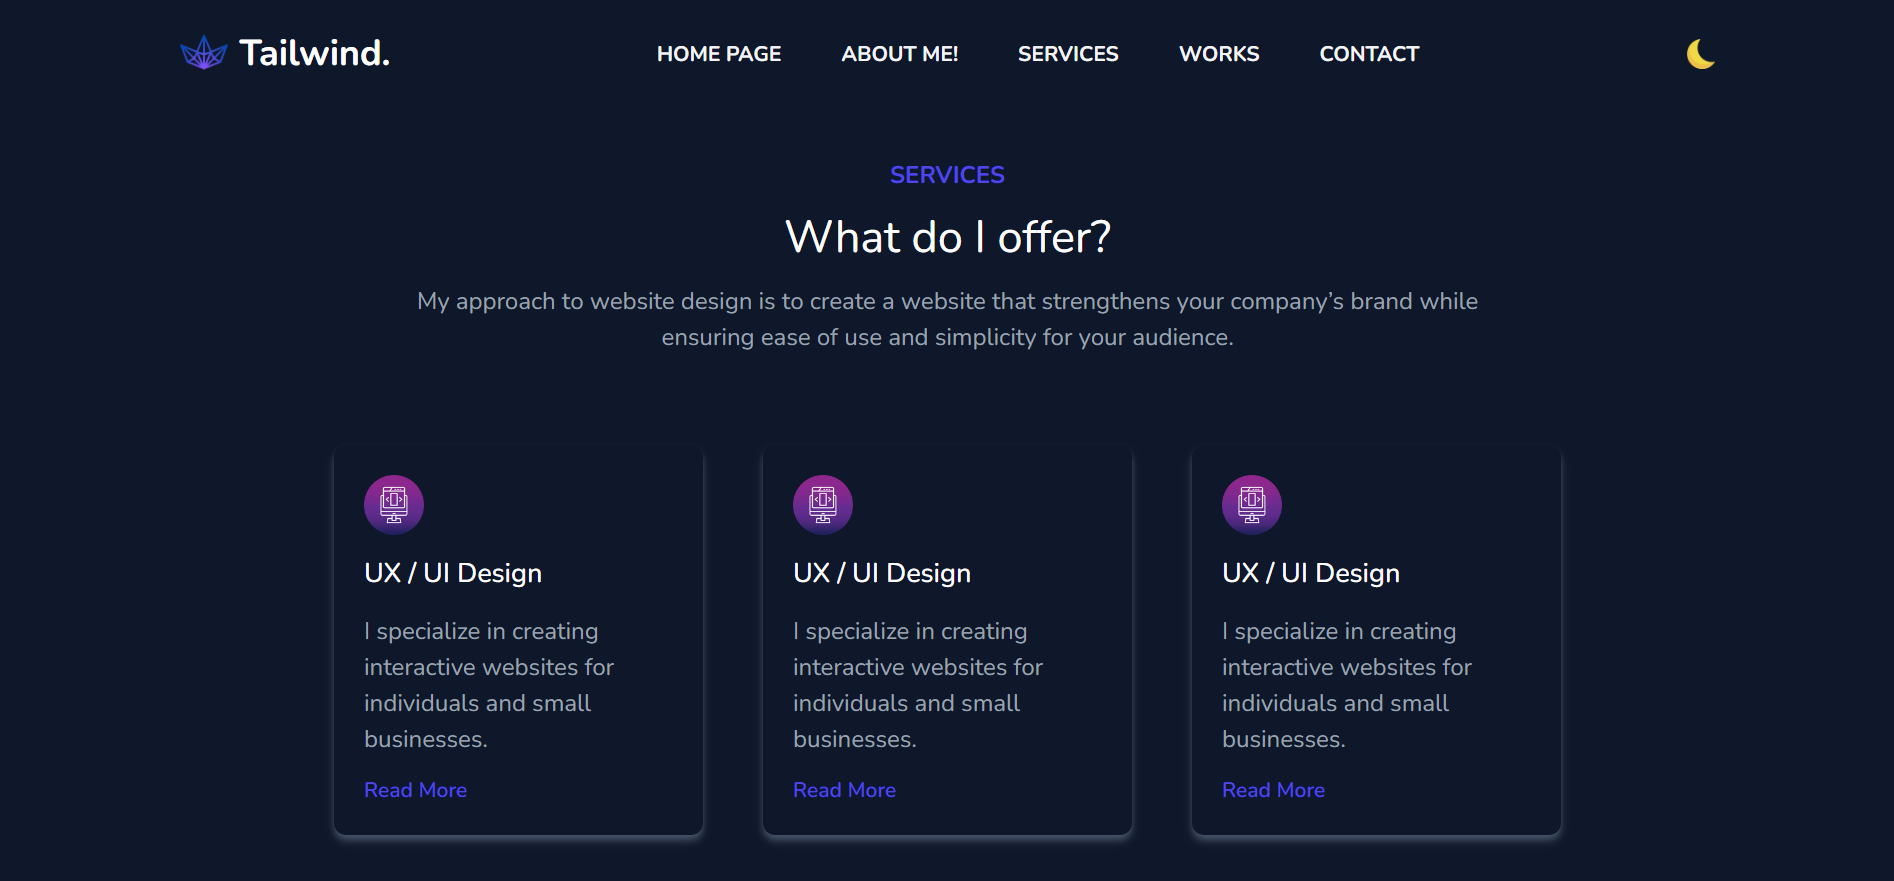 Tailwind.
HOME PAGE
ABOUT ME!
SERVICES
WORKS
CONTACT
SERVICES
What do I offer?
My approach to website design is to create a website that strengthens your company’s brand while
ensuring ease of use and simplicity for your audience.
UX / UI Design
I specialize in creating
interactive websites for
individuals and small
businesses.
Read More
UX / UI Design
I specialize in creating
interactive websites for
individuals and small
businesses.
Read More
UX / UI Design
I specialize in creating
interactive websites for
individuals and small
businesses.
Read More